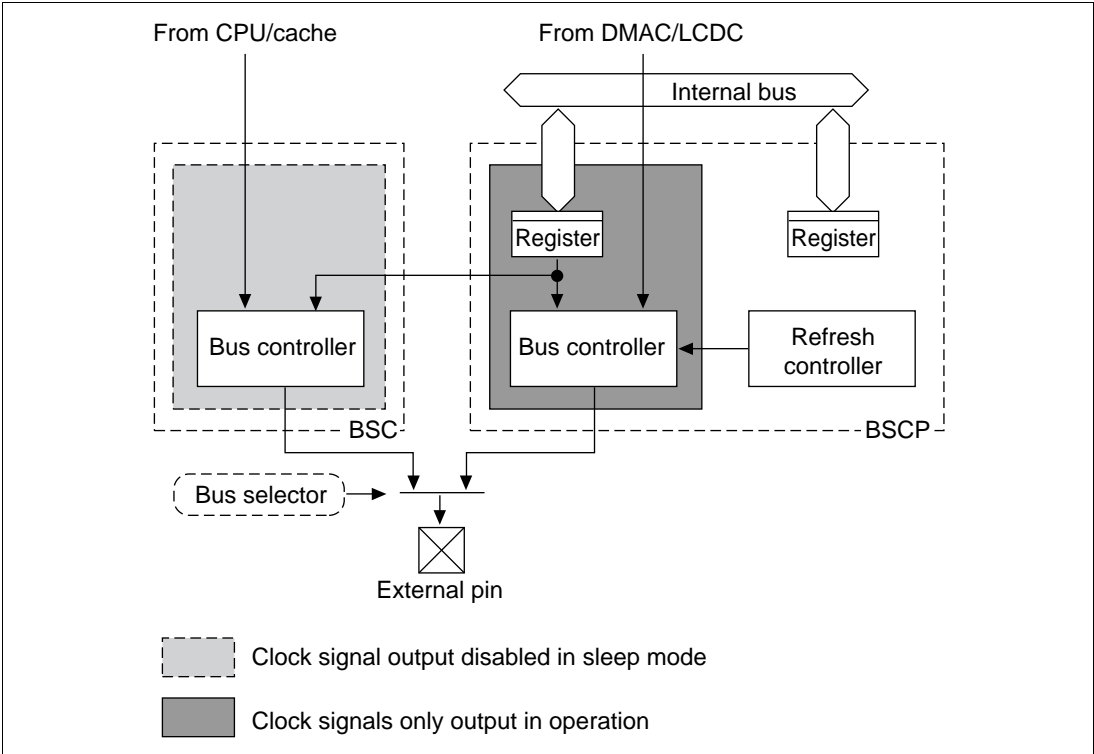 From CPU/cache
From DMAC/LCDC
Internal bus
Register
Register
Bus controller
Bus controller
Refresh
controller
BSC
BSCP
Bus selector
External pin
Clock signal output disabled in sleep mode
Clock signals only output in operation